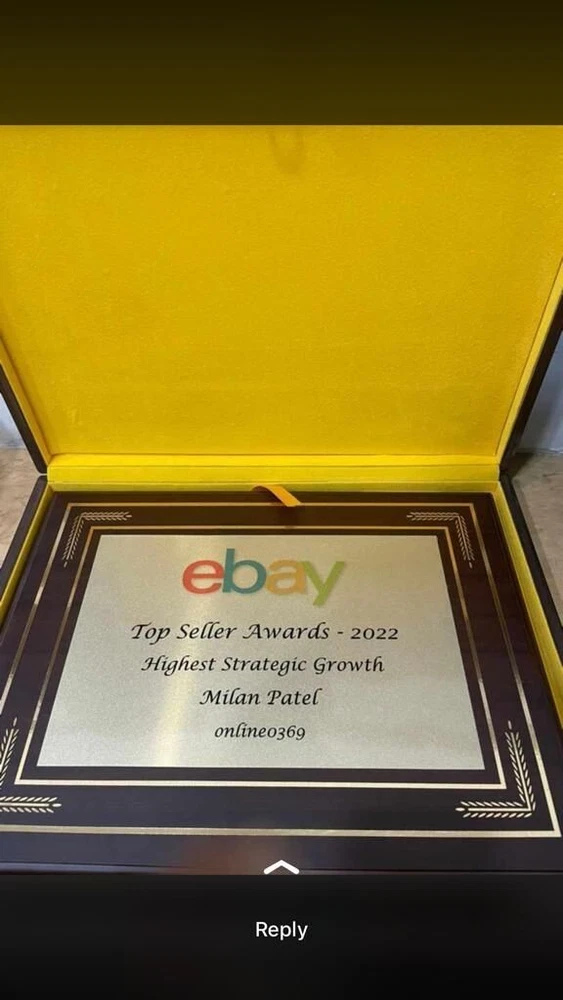 ebay
Top Seller Awards - 2022
Highest Strategic Growth
Milan Patel
online0369
Reply